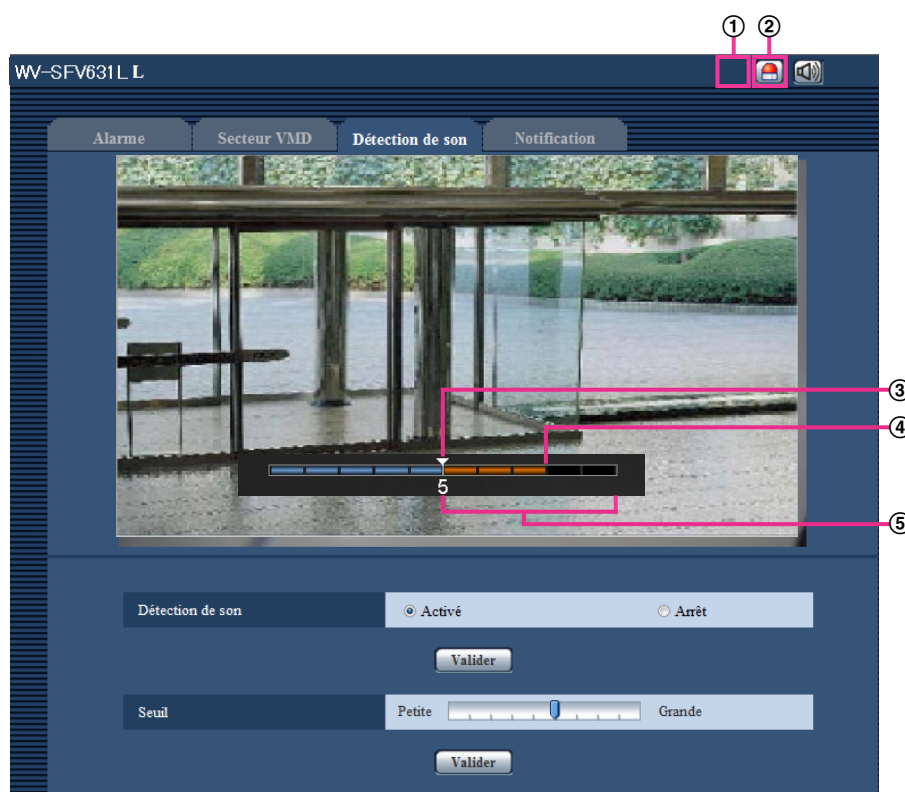 ① ②
WV-SFV631L L
Alarme Secteur VMD Détection de son Notification
③
④
5
⑤
Détection de son Activé Arrêt
Valider
Seuil Petite Grande
Valider